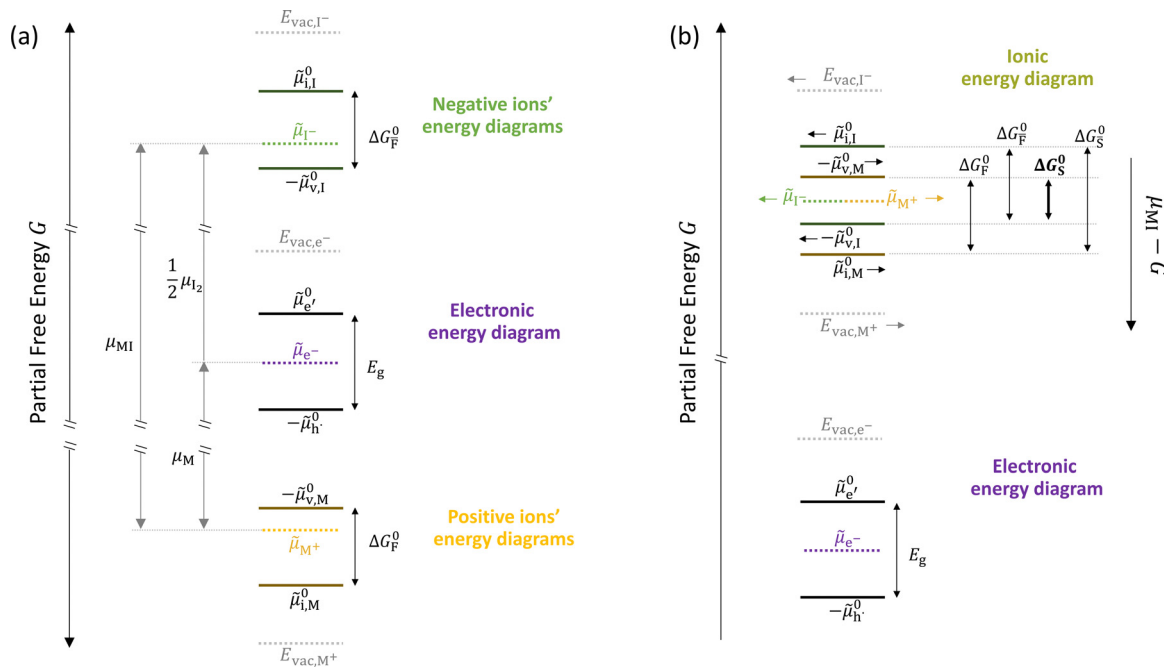 (a)
E_vac,I⁻
μ̃⁰_i,I
μ̃_I⁻
−μ̃⁰_v,I
ΔG⁰_F̄
Negative ions’
energy diagrams
Partial Free Energy G
μ_MI
1/2 μ_I₂
μ_M
E_vac,e⁻
μ̃⁰_e′
μ̃_e⁻
−μ̃⁰_h·
E_g
Electronic
energy diagram
−μ̃⁰_v,M
μ̃_M⁺
μ̃⁰_i,M
ΔG⁰_F
Positive ions’
energy diagrams
E_vac,M⁺
(b)
Partial Free Energy G
Ionic
energy diagram
E_vac,I⁻
μ̃⁰_i,I
−μ̃⁰_v,M
μ̃_I⁻
μ̃_M⁺
−μ̃⁰_v,I
μ̃⁰_i,M
ΔG⁰_F
ΔG⁰_F̄
ΔG⁰_S
ΔG⁰_S̄
μ_MI − G
E_vac,M⁺
E_vac,e⁻
μ̃⁰_e′
μ̃_e⁻
−μ̃⁰_h·
E_g
Electronic
energy diagram